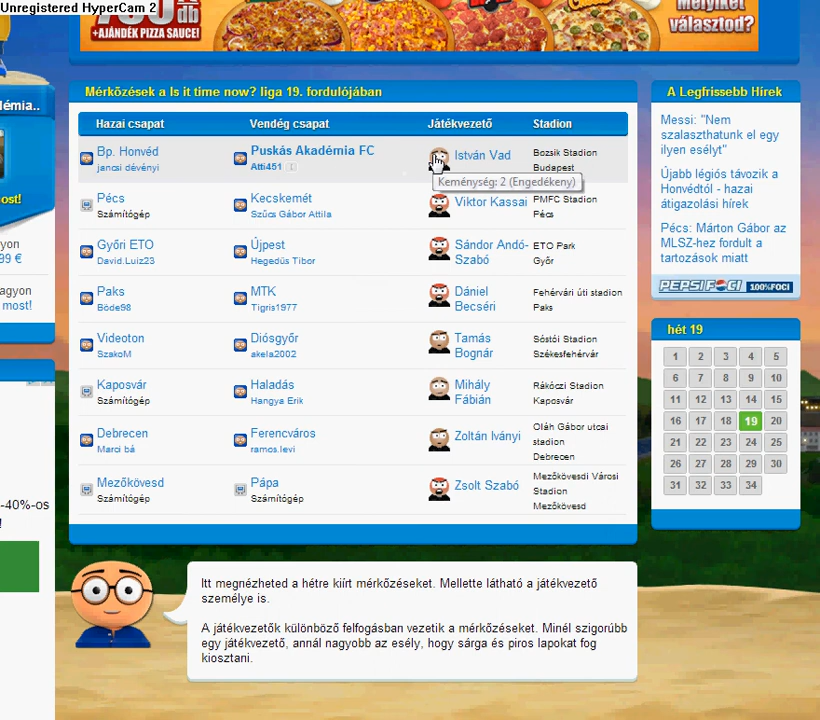 Unregistered HyperCam 2
db
+AJÁNDÉK PIZZA SAUCE!
Melyiket
választod?
démia..
ost!
yon
99 €
agyon
most!
-40%-os
!
Mérkőzések a Is it time now? liga 19. fordulójában
Hazai csapat Vendég csapat Játékvezető Stadion
Bp. Honvéd Puskás Akadémia FC István Vad Bozsik Stadion
jancsi dévényi Atti451 Budapest
Keménység: 2 (Engedékeny)
Pécs Kecskemét Viktor Kassai PMFC Stadion
Számítógép Szűcs Gábor Attila Pécs
Győri ETO Újpest Sándor Andó- ETO Park
David.Luiz23 Hegedüs Tibor Szabó Győr
Paks MTK Dániel Fehérvári úti stadion
Böde98 Tigris1977 Becséri Paks
Videoton Diósgyőr Tamás Sóstói Stadion
SzakoM akela2002 Bognár Székesfehérvár
Kaposvár Haladás Mihály Rákóczi Stadion
Számítógép Hangya Erik Fábián Kaposvár
Debrecen Ferencváros Zoltán Iványi Oláh Gábor utcai
stadion
Marci bá ramos.levi Debrecen
Mezőkövesd Pápa Zsolt Szabó Mezőkövesdi Városi
Stadion
Számítógép Számítógép Mezőkövesd
A Legfrissebb Hírek
Messi: "Nem
szalaszthatunk el egy
ilyen esélyt"
Újabb légiós távozik a
Honvédtól - hazai
átigazolási hírek
Pécs: Márton Gábor az
MLSZ-hez fordult a
tartozások miatt
PEPSIFOCI 100%FOCI
hét 19
1 2 3 4 5
6 7 8 9 10
11 12 13 14 15
16 17 18 19 20
21 22 23 24 25
26 27 28 29 30
31 32 33 34
Itt megnézheted a hétre kiírt mérkőzéseket. Mellette látható a játékvezető
személye is.
A játékvezetők különböző felfogásban vezetik a mérkőzéseket. Minél szigorúbb
egy játékvezető, annál nagyobb az esély, hogy sárga és piros lapokat fog
kiosztani.